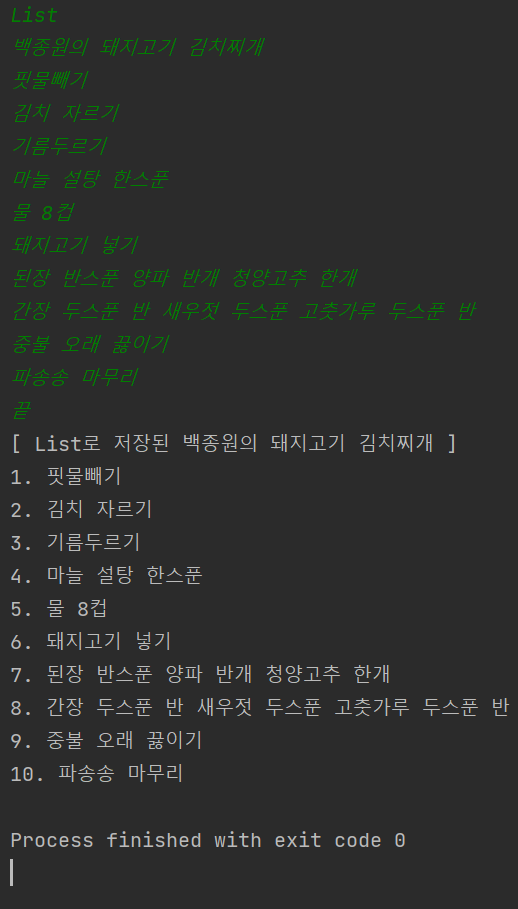 List
백종원의 돼지고기 김치찌개
핏물빼기
김치 자르기
기름두르기
마늘 설탕 한스푼
물 8컵
돼지고기 넣기
된장 반스푼 양파 반개 청양고추 한개
간장 두스푼 반 새우젓 두스푼 고춧가루 두스푼 반
중불 오래 끓이기
파송송 마무리
끝
[ List로 저장된 백종원의 돼지고기 김치찌개 ]
1. 핏물빼기
2. 김치 자르기
3. 기름두르기
4. 마늘 설탕 한스푼
5. 물 8컵
6. 돼지고기 넣기
7. 된장 반스푼 양파 반개 청양고추 한개
8. 간장 두스푼 반 새우젓 두스푼 고춧가루 두스푼 반
9. 중불 오래 끓이기
10. 파송송 마무리
Process finished with exit code 0